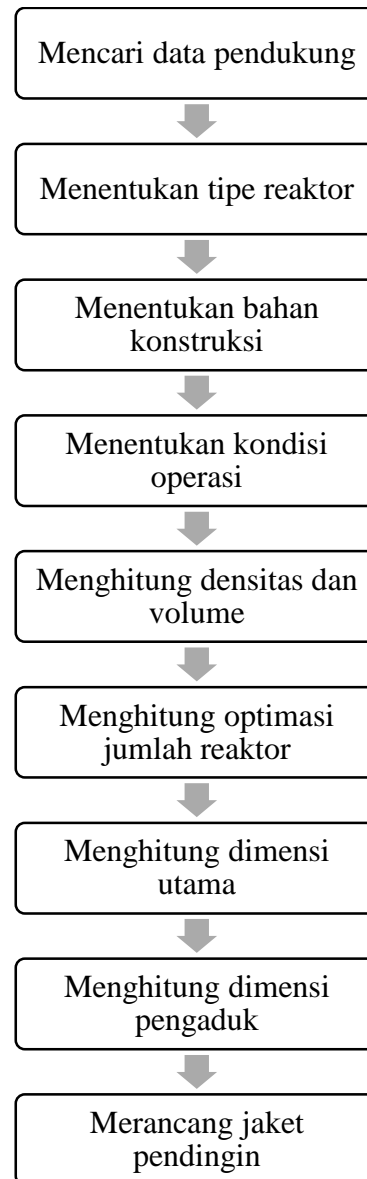 Mencari data pendukung
Menentukan tipe reaktor
Menentukan bahan
konstruksi
Menentukan kondisi
operasi
Menghitung densitas dan
volume
Menghitung optimasi
jumlah reaktor
Menghitung dimensi
utama
Menghitung dimensi
pengaduk
Merancang jaket
pendingin